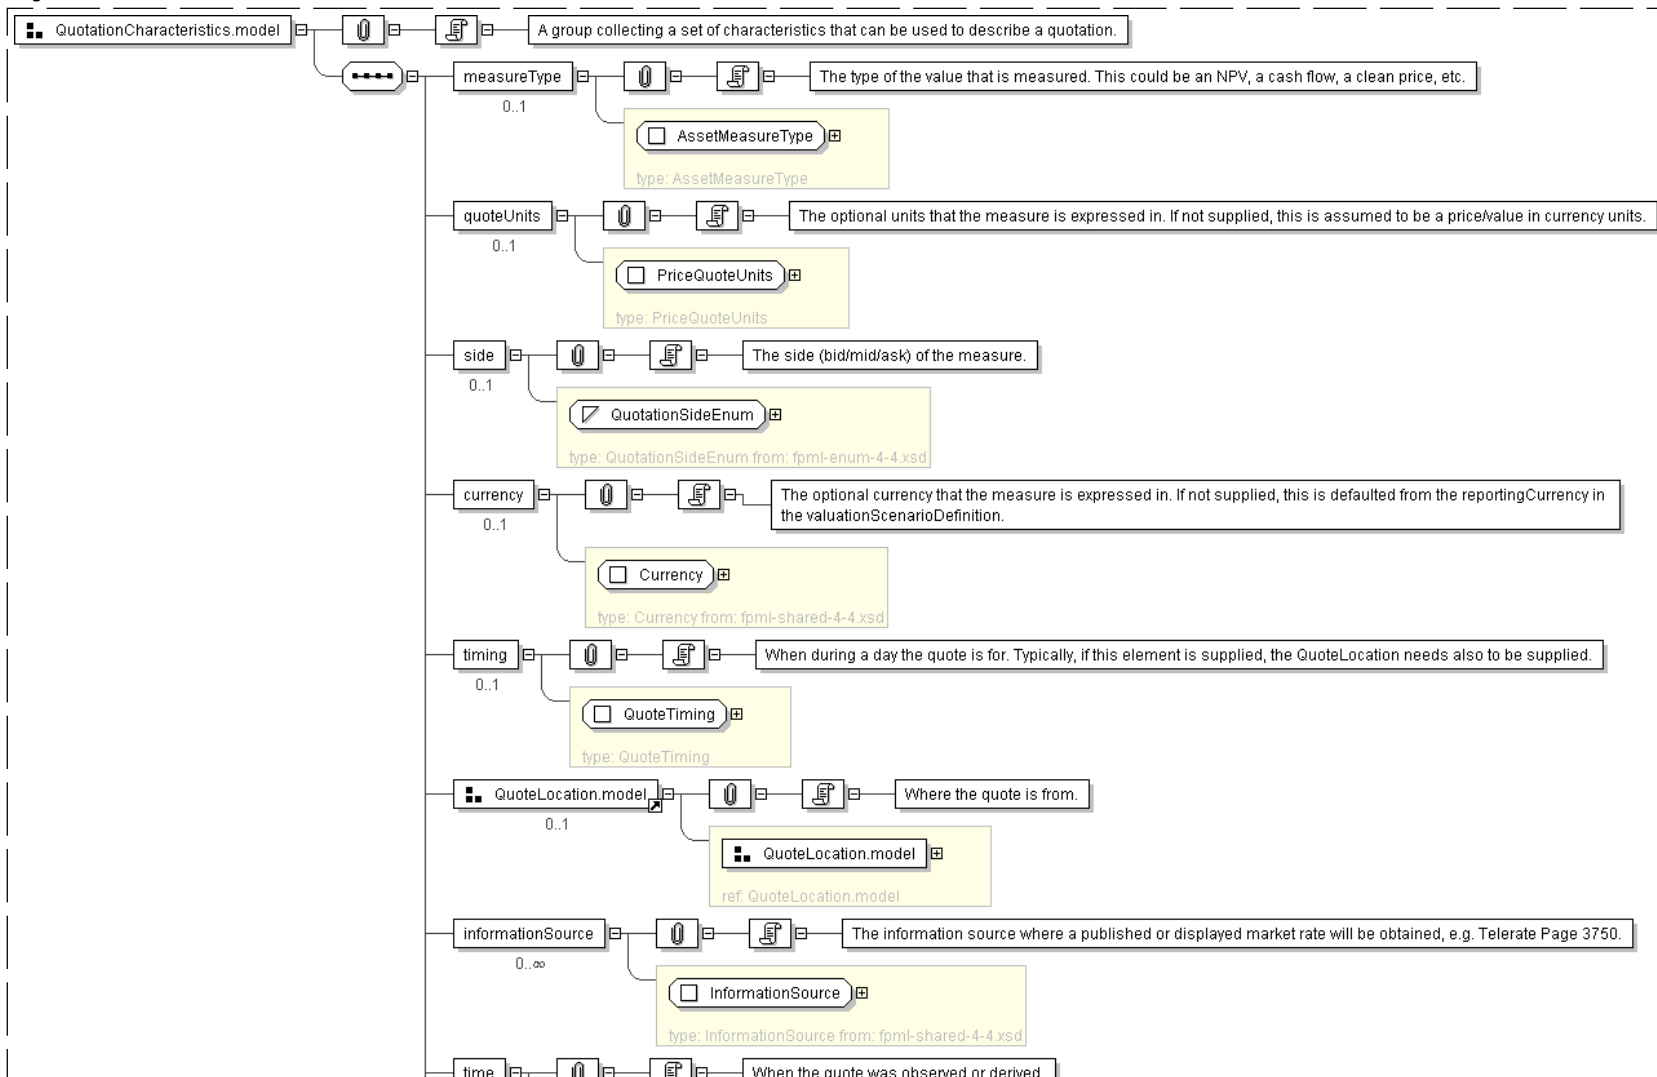 QuotationCharacteristics.model A group collecting a set of characteristics that can be used to describe a quotation.
measureType The type of the value that is measured. This could be an NPV, a cash flow, a clean price, etc.
0..1
AssetMeasureType
type: AssetMeasureType
quoteUnits The optional units that the measure is expressed in. If not supplied, this is assumed to be a price/value in currency units.
0..1
PriceQuoteUnits
type: PriceQuoteUnits
side The side (bid/mid/ask) of the measure.
0..1
QuotationSideEnum
type: QuotationSideEnum from: fpml-enum-4-4.xsd
currency The optional currency that the measure is expressed in. If not supplied, this is defaulted from the reportingCurrency in
the valuationScenarioDefinition.
0..1
Currency
type: Currency from: fpml-shared-4-4.xsd
timing When during a day the quote is for. Typically, if this element is supplied, the QuoteLocation needs also to be supplied.
0..1
QuoteTiming
type: QuoteTiming
QuoteLocation.model Where the quote is from.
0..1
QuoteLocation.model
ref: QuoteLocation.model
informationSource The information source where a published or displayed market rate will be obtained, e.g. Telerate Page 3750.
0..∞
InformationSource
type: InformationSource from: fpml-shared-4-4.xsd
time When the quote was observed or derived.